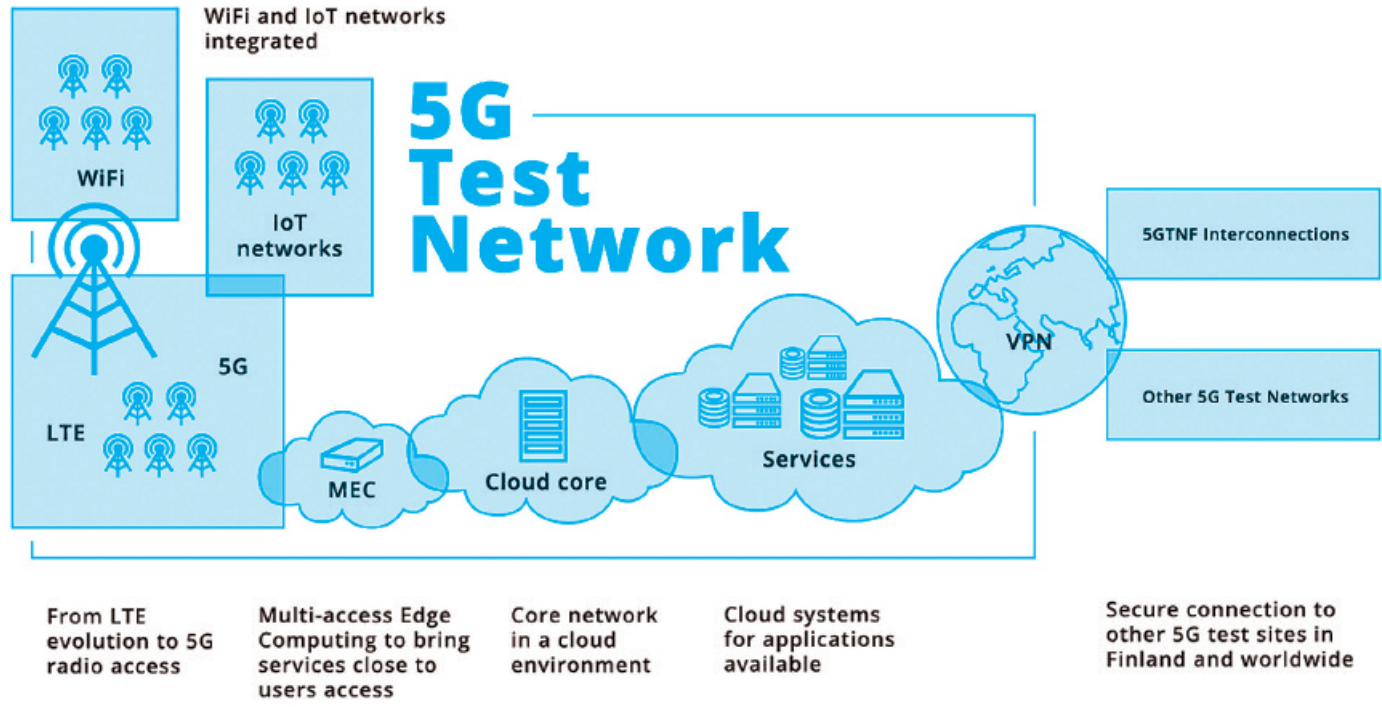 WiFi and IoT networks
integrated
5G
Test
Network
WiFi
IoT
networks
5G
LTE
MEC
Cloud core
Services
VPN
5GTNF Interconnections
Other 5G Test Networks
From LTE
evolution to 5G
radio access
Multi-access Edge
Computing to bring
services close to
users access
Core network
in a cloud
environment
Cloud systems
for applications
available
Secure connection to
other 5G test sites in
Finland and worldwide